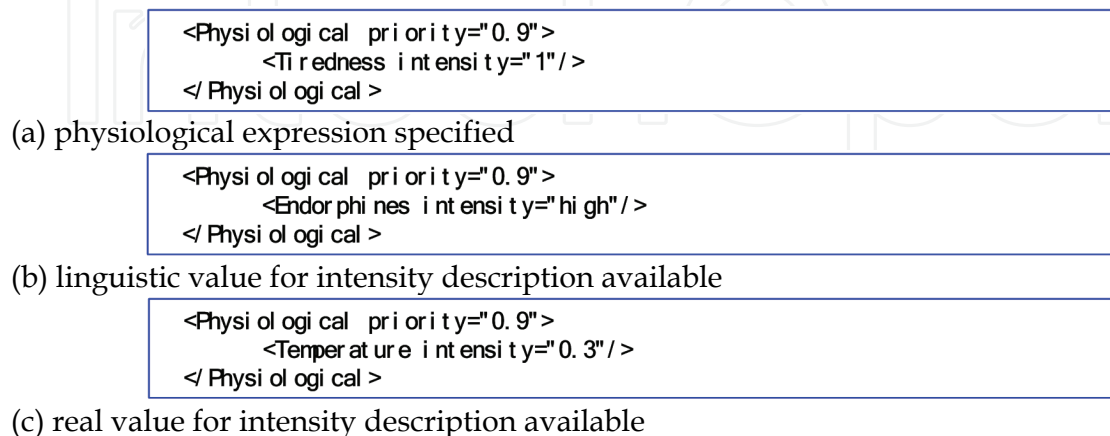 <Physiological priority="0.9">
<Tiredness intensity="1"/>
</Physiological>
(a) physiological expression specified
<Physiological priority="0.9">
<Endorphines intensity="high"/>
</Physiological>
(b) linguistic value for intensity description available
<Physiological priority="0.9">
<Temperature intensity="0.3"/>
</Physiological>
(c) real value for intensity description available